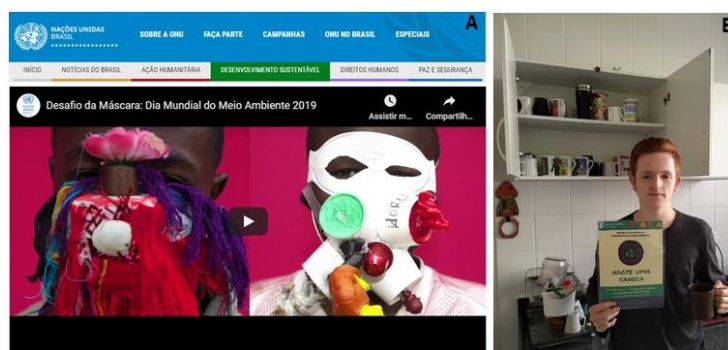 A
NAÇÕES UNIDAS
BRASIL
SOBRE A ONU FAÇA PARTE CAMPANHAS ONU NO BRASIL ESPECIAIS
INÍCIO NOTÍCIAS DO BRASIL AÇÃO HUMANITÁRIA DESENVOLVIMENTO SUSTENTÁVEL DIREITOS HUMANOS PAZ E SEGURANÇA
Desafio da Máscara: Dia Mundial do Meio Ambiente 2019
Assistir m... Compartilh...
ADOTE UMA
CANECA